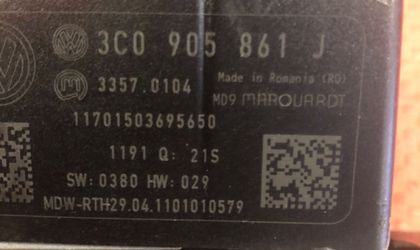 3C0 905 861 J
3357.0104
Made in Romania (RO)
MD9 MARQUARDT
11701503695650
1191 Q: 21S
SW: 0380 HW: 029
MDW-RTH29.04.1101010579